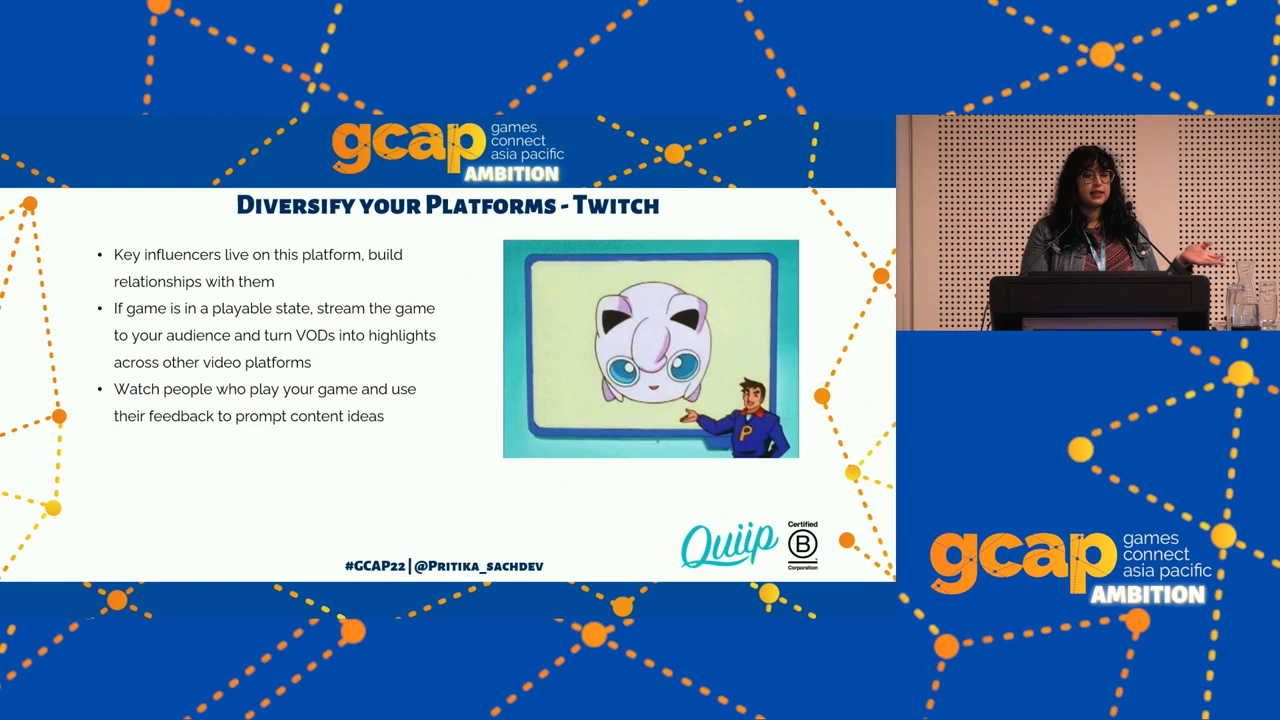 gcap
games
connect
asia pacific
AMBITION
Diversify your Platforms - Twitch
• Key influencers live on this platform, build
relationships with them
• If game is in a playable state, stream the game
to your audience and turn VODs into highlights
across other video platforms
• Watch people who play your game and use
their feedback to prompt content ideas
P
Quiip
Certified
B
Corporation
#GCAP22 | @Pritika_sachdev
gcap
games
connect
asia pacific
AMBITION